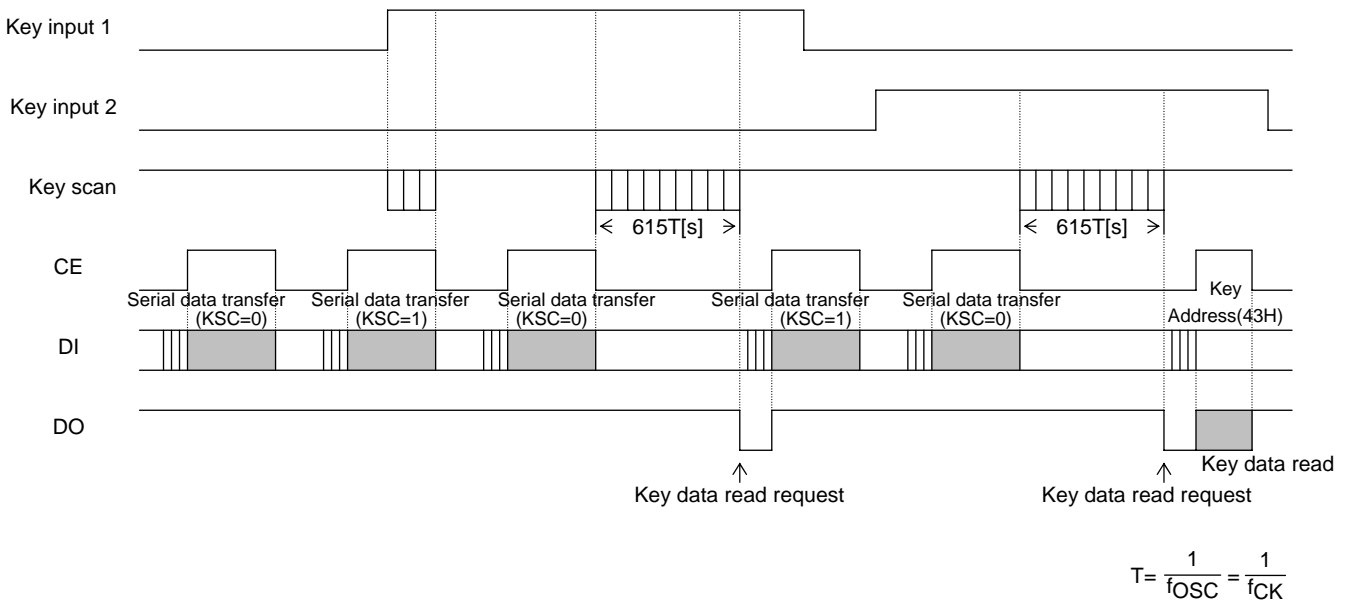 Key input 1
Key input 2
Key scan
615T[s]
615T[s]
CE
Serial data transfer
(KSC=0)
Serial data transfer
(KSC=1)
Serial data transfer
(KSC=0)
Serial data transfer
(KSC=1)
Serial data transfer
(KSC=0)
Key
Address(43H)
DI
DO
Key data read
Key data read request
Key data read request
T= 1/fOSC = 1/fCK